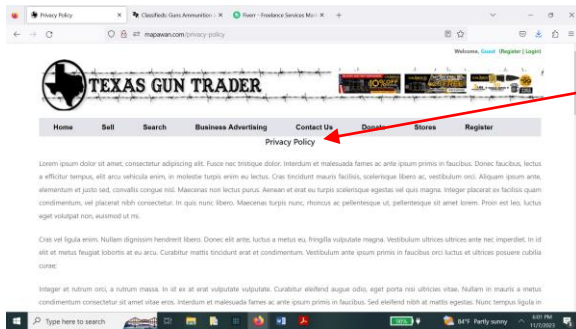 Privacy Policy
Classifieds: Guns Ammunition
Fiverr - Freelance Services Mark
mapawan.com/privacy-policy
Welcome, Guest (Register | Login)
TEXAS GUN TRADER
10%
Home Sell Search Business Advertising Contact Us Donate Stores Register
Privacy Policy
Lorem ipsum dolor sit amet, consectetur adipiscing elit. Fusce nec tristique dolor. Interdum et malesuada fames ac ante ipsum primis in faucibus. Donec faucibus, lectus
a efficitur tempus, elit arcu vehicula enim, in molestie turpis enim eu lectus. Cras tincidunt mauris facilisis, scelerisque libero ac, vestibulum orci. Aliquam ipsum ante,
elementum et justo sed, convallis congue nisl. Maecenas non lectus purus. Aenean et erat eu turpis scelerisque egestas vel quis magna. Integer placerat ex facilisis quam
condimentum, vel placerat nibh consectetur. In quis nunc libero. Maecenas turpis nunc, rhoncus ac pellentesque ut, pellentesque sit amet lorem. Proin est leo, luctus
eget volutpat non, euismod ut mi.
Cras vel ligula enim. Nullam dignissim hendrerit libero. Donec elit ante, luctus a metus eu, fringilla vulputate magna. Vestibulum ultrices ultrices ante nec imperdiet. In id
elit et metus feugiat lobortis at eu arcu. Curabitur mattis tincidunt erat et condimentum. Vestibulum ante ipsum primis in faucibus orci luctus et ultrices posuere cubilia
curae;
Integer et rutrum orci, a rutrum massa. In id ex at erat vulputate vulputate. Curabitur eleifend augue odio, eget porta nisi ultricies vitae. Nullam in mauris a metus
condimentum consectetur sit amet vitae eros. Interdum et malesuada fames ac ante ipsum primis in faucibus. Sed eleifend nibh at mattis egestas. Nunc tempus ligula in
Type here to search
84°F Partly sunny
6:01 PM
11/7/2023